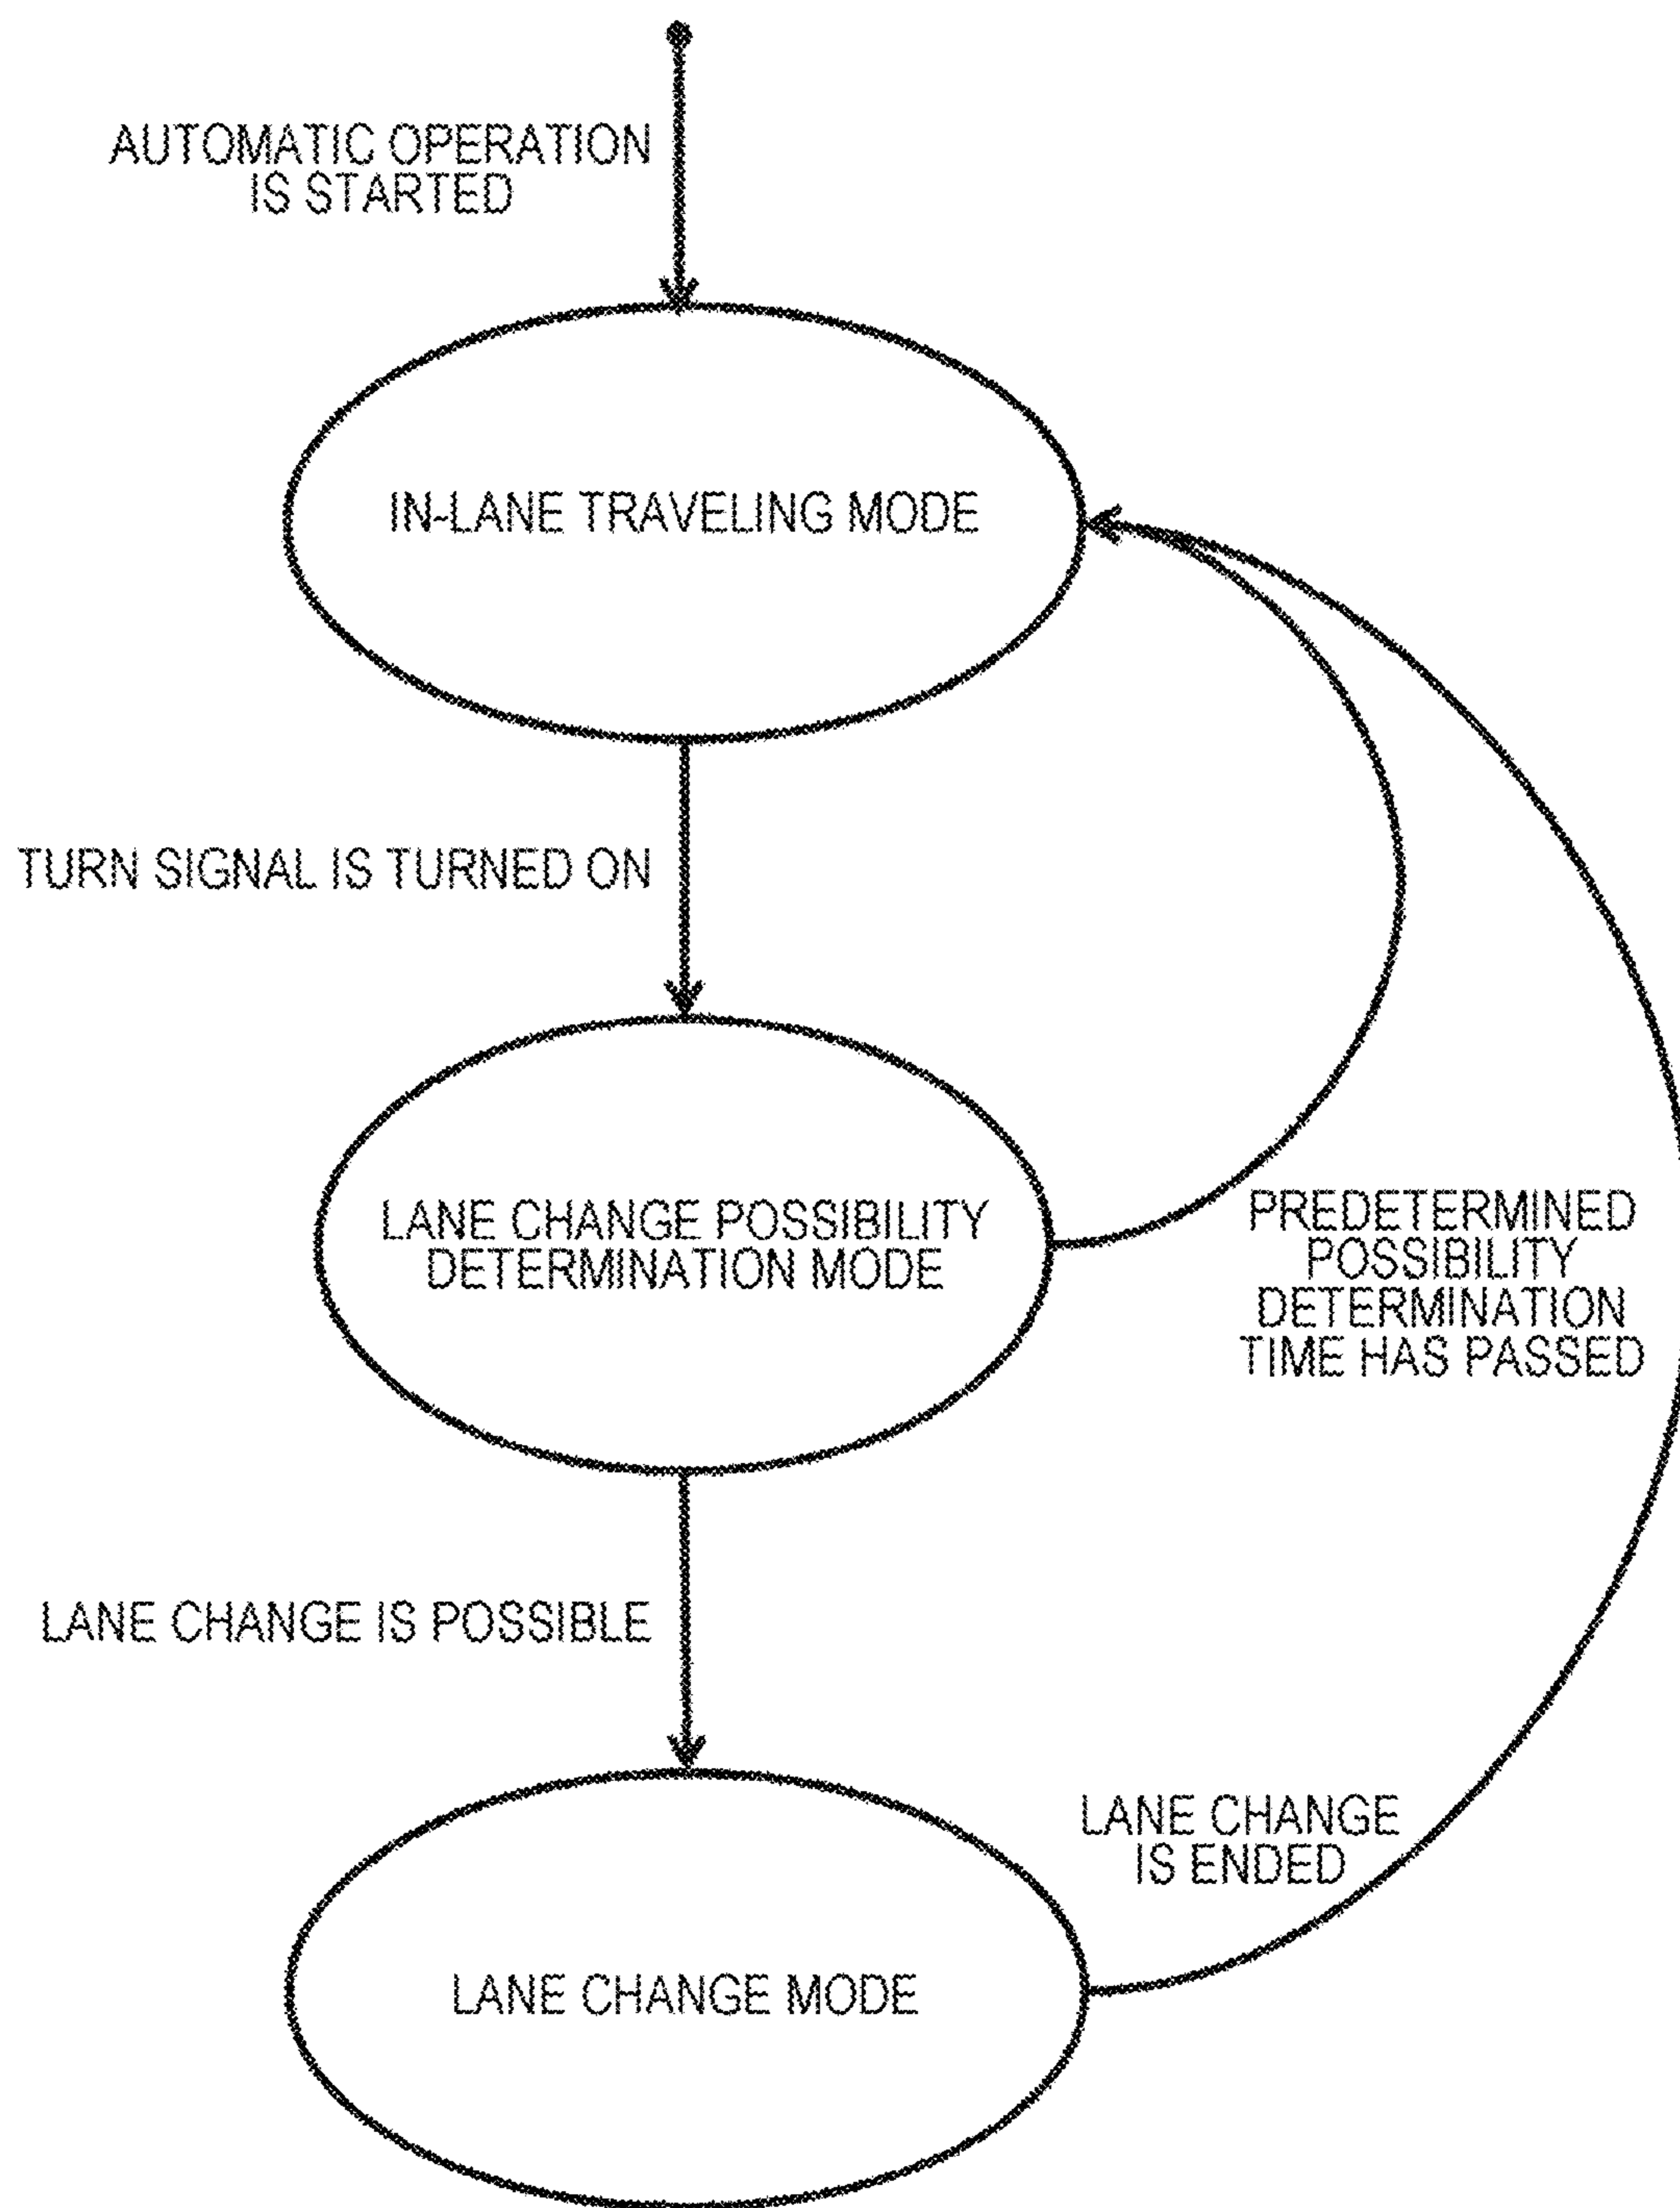 AUTOMATIC OPERATION
IS STARTED
IN-LANE TRAVELING MODE
TURN SIGNAL IS TURNED ON
LANE CHANGE POSSIBILITY
DETERMINATION MODE
PREDETERMINED
POSSIBILITY
DETERMINATION
TIME HAS PASSED
LANE CHANGE IS POSSIBLE
LANE CHANGE
IS ENDED
LANE CHANGE MODE